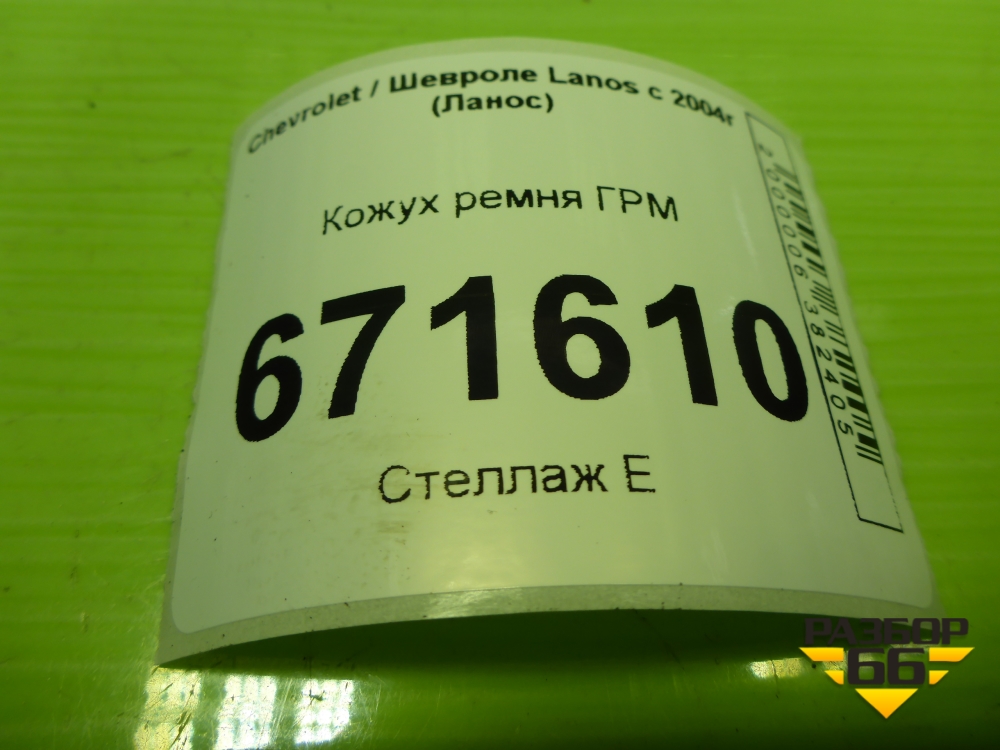 Chevrolet / Шевроле Lanos с 2004г
(Ланос)
Кожух ремня ГРМ
671610
Стеллаж Е
2000006382405
РАЗБОР
66